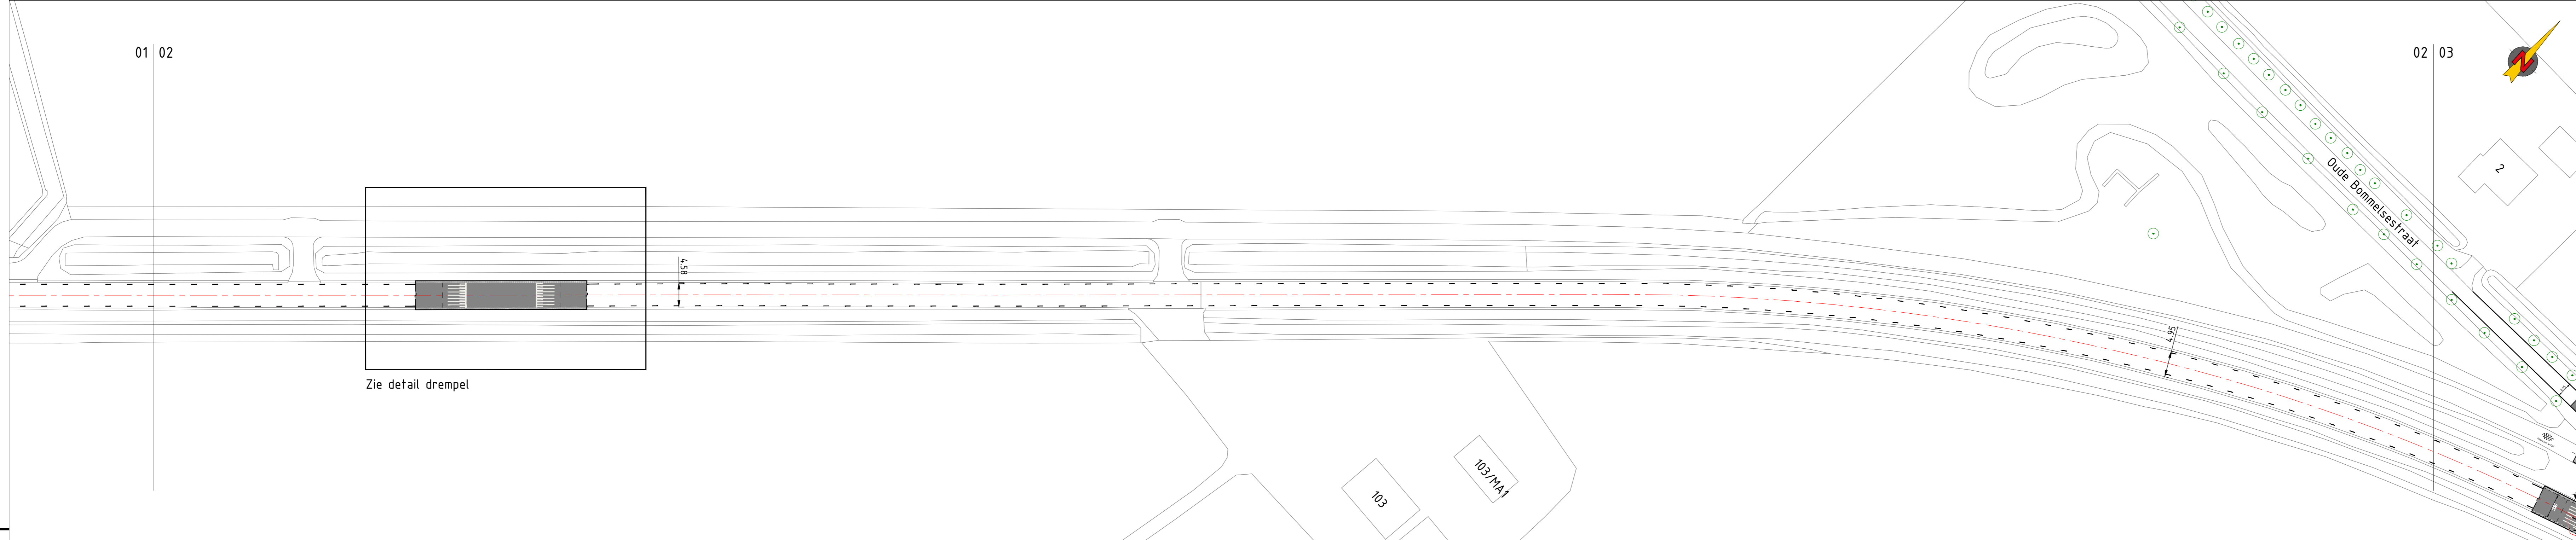 01 02
02 03
N
2
Oude Bommelsestraat
4.58
4.95
Zie detail drempel
103
103/MA1